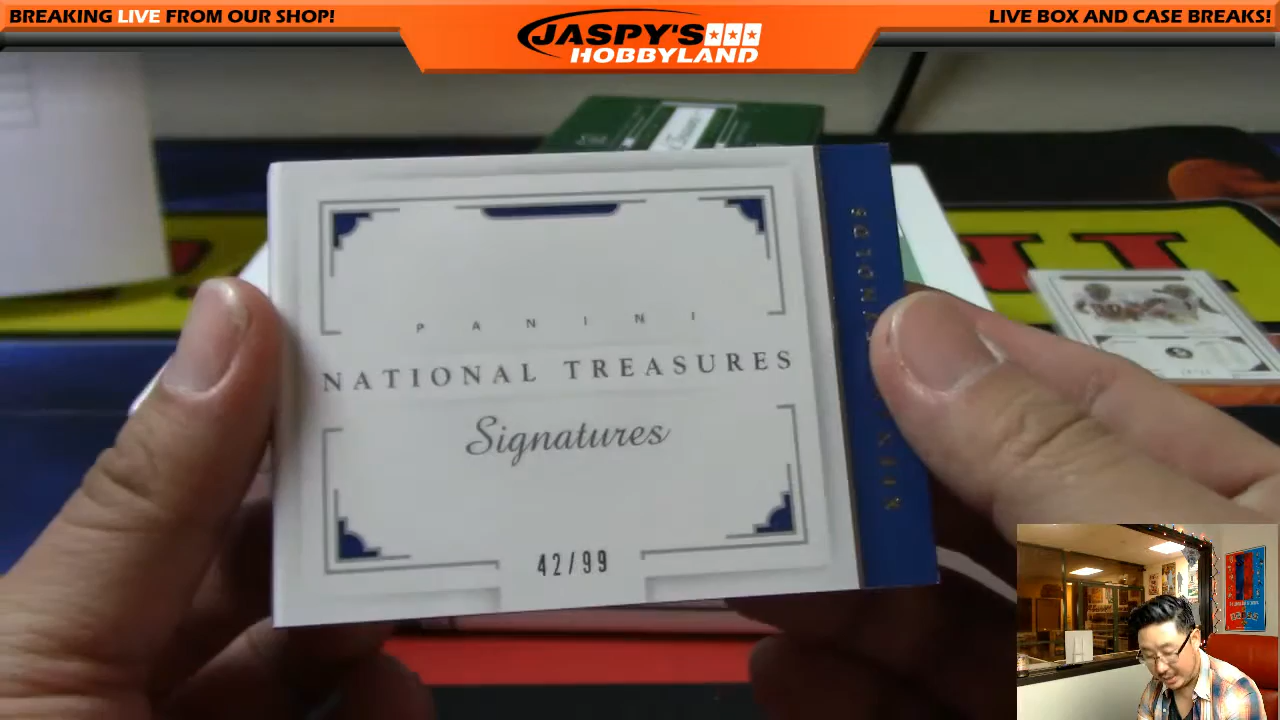 BREAKING LIVE FROM OUR SHOP!
JASPY'S
HOBBYLAND
LIVE BOX AND CASE BREAKS!
PANINI
NATIONAL TREASURES
Signatures
42/99